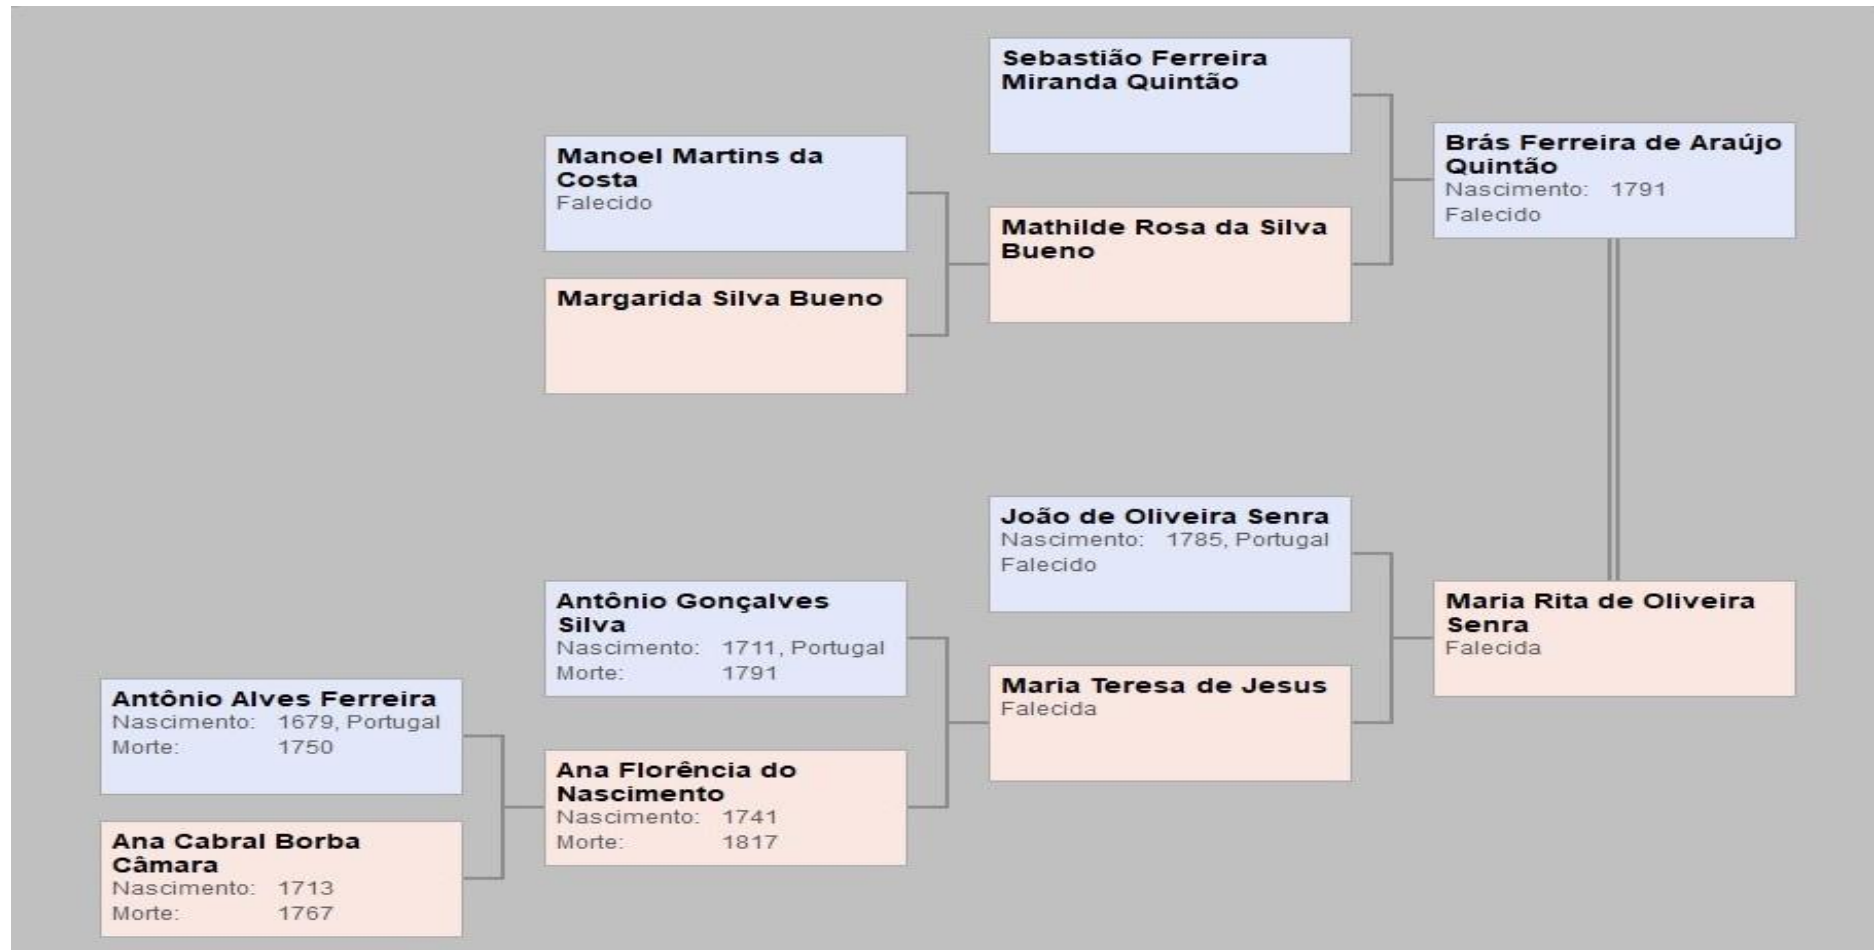 Sebastião Ferreira
Miranda Quintão
Manoel Martins da
Costa
Falecido
Brás Ferreira de Araújo
Quintão
Nascimento: 1791
Falecido
Mathilde Rosa da Silva
Bueno
Margarida Silva Bueno
João de Oliveira Senra
Nascimento: 1785, Portugal
Falecido
Antônio Gonçalves
Silva
Nascimento: 1711, Portugal
Morte: 1791
Maria Rita de Oliveira
Senra
Falecida
Antônio Alves Ferreira
Nascimento: 1679, Portugal
Morte: 1750
Maria Teresa de Jesus
Falecida
Ana Florência do
Nascimento
Nascimento: 1741
Morte: 1817
Ana Cabral Borba
Câmara
Nascimento: 1713
Morte: 1767